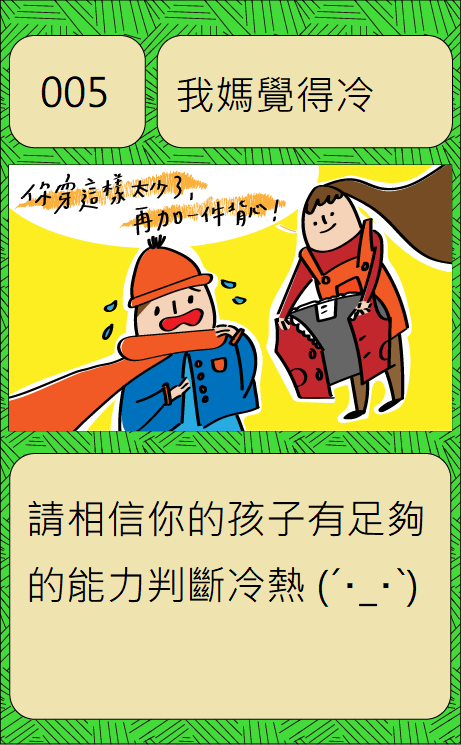 005
我媽覺得冷
你穿這樣太少了,
再加一件背心!
請相信你的孩子有足夠
的能力判斷冷熱 (´･_･`)